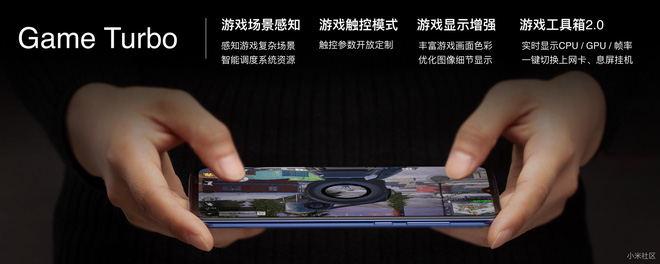 Game Turbo
游戏场景感知
感知游戏复杂场景
智能调度系统资源
游戏触控模式
触控参数开放定制
游戏显示增强
丰富游戏画面色彩
优化图像细节显示
游戏工具箱2.0
实时显示CPU / GPU / 帧率
一键切换上网卡、息屏挂机
小米社区